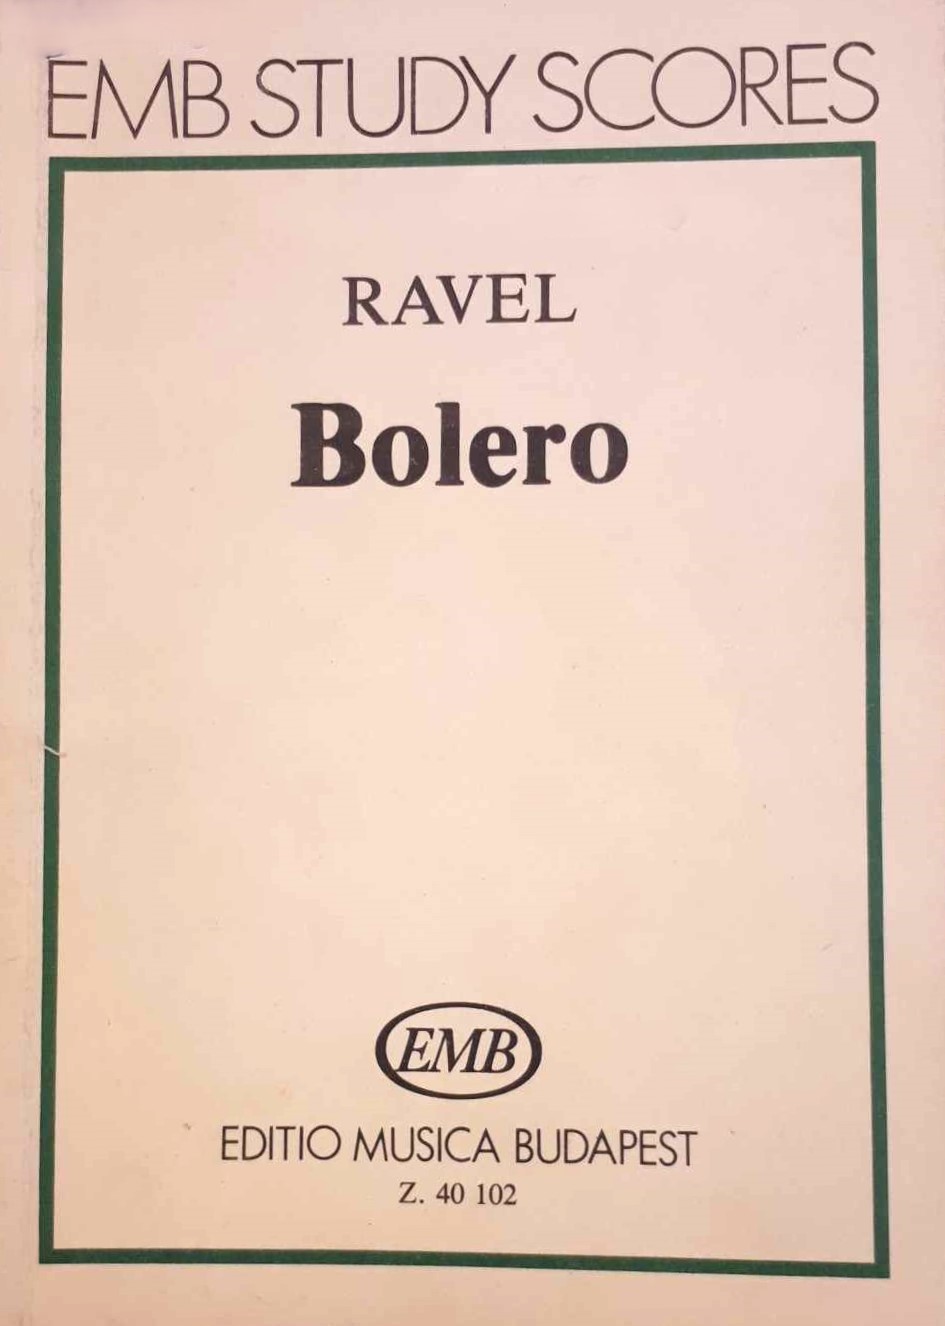 EMB STUDY SCORES
RAVEL
Bolero
EMB
EDITIO MUSICA BUDAPEST
Z. 40 102